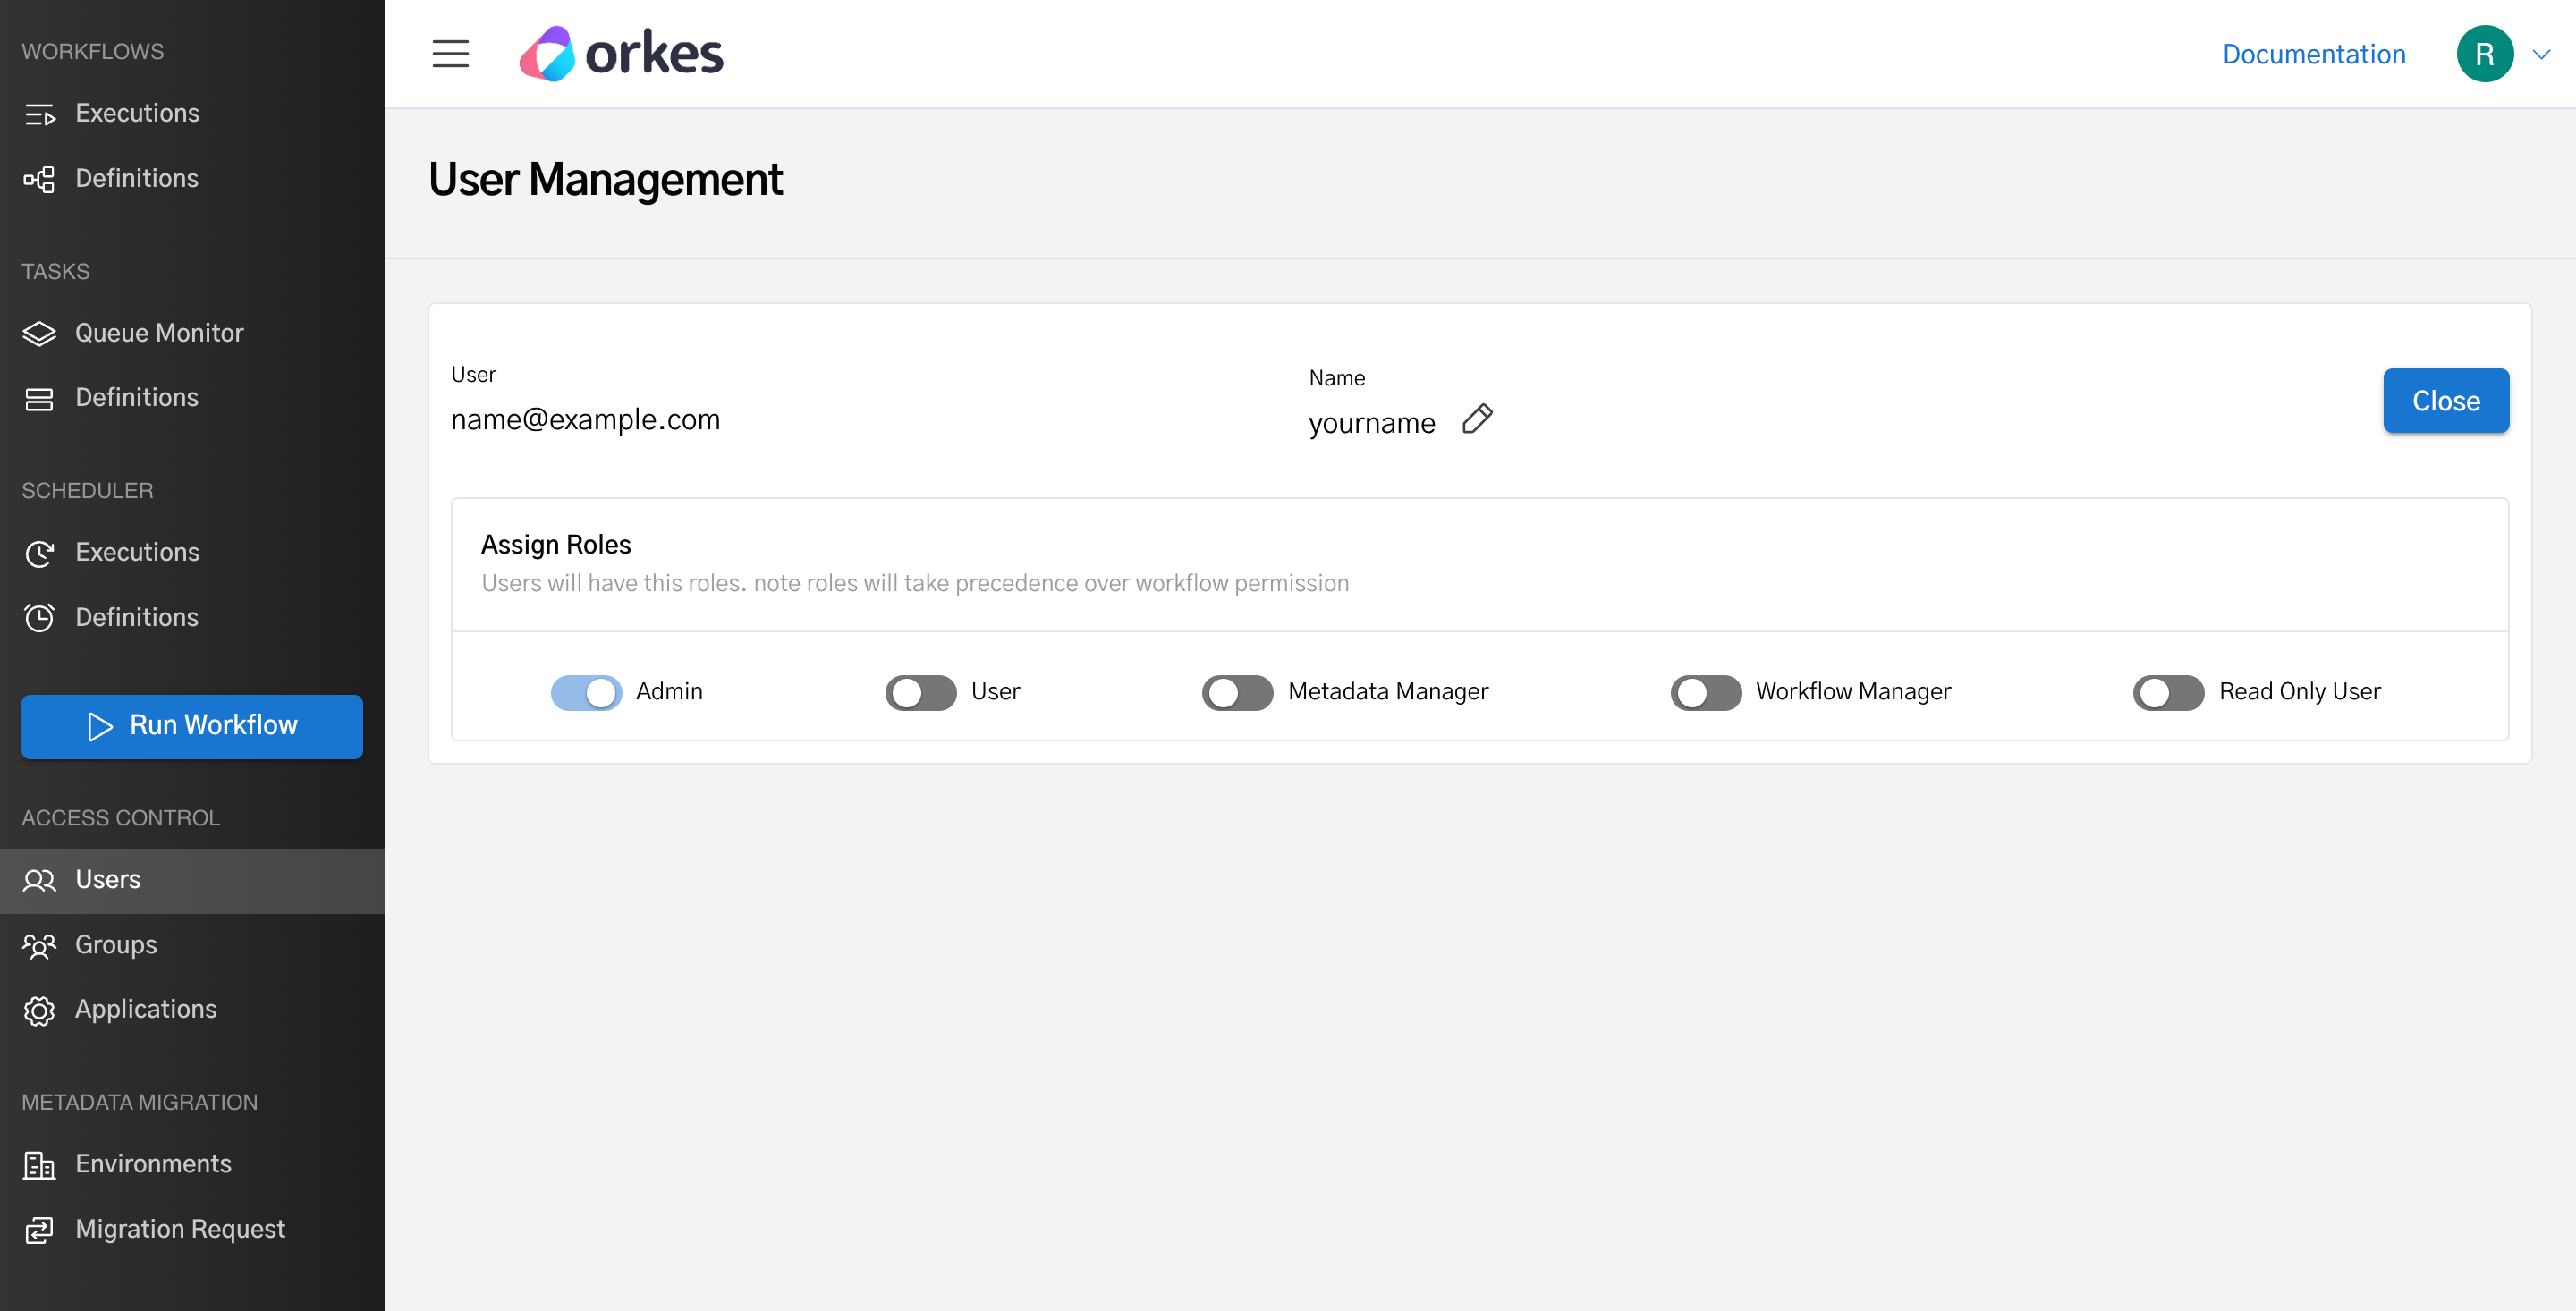 WORKFLOWS
Executions
Definitions
TASKS
Queue Monitor
Definitions
SCHEDULER
Executions
Definitions
Run Workflow
ACCESS CONTROL
Users
Groups
Applications
METADATA MIGRATION
Environments
Migration Request
orkes
Documentation
R
User Management
User
name@example.com
Name
yourname
Close
Assign Roles
Users will have this roles. note roles will take precedence over workflow permission
Admin
User
Metadata Manager
Workflow Manager
Read Only User